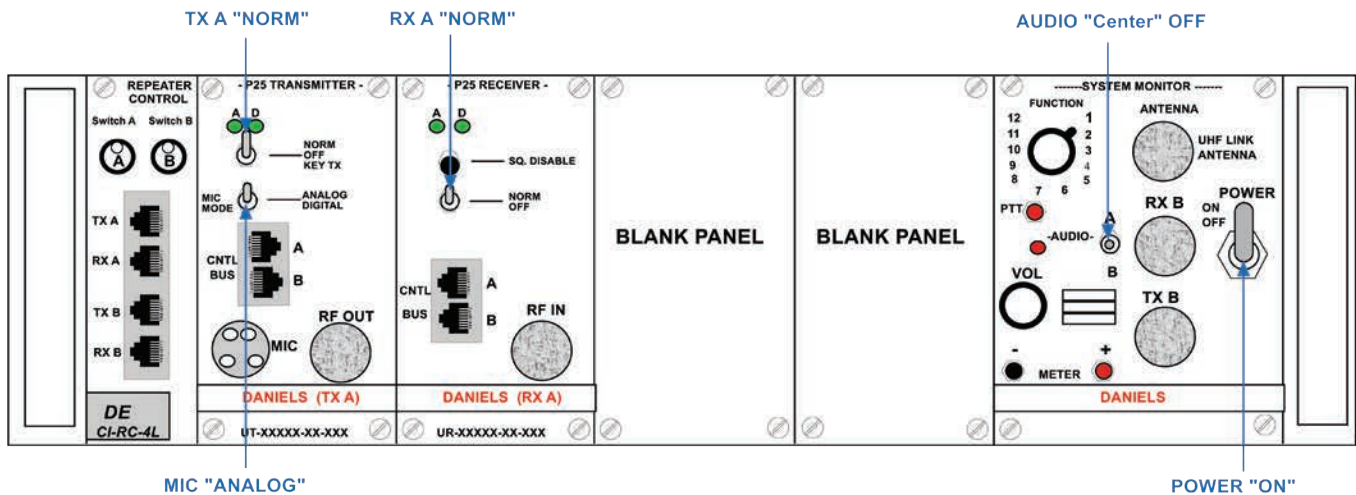 TX A "NORM"
RX A "NORM"
AUDIO "Center" OFF
REPEATER
CONTROL
Switch A Switch B
A
B
TX A
RX A
TX B
RX B
DE
CI-RC-4L
- P25 TRANSMITTER -
A D
NORM
OFF
KEY TX
MIC
MODE
ANALOG
DIGITAL
CNTL
BUS
A
B
RF OUT
MIC
DANIELS (TX A)
UT-XXXXX-XX-XXX
- P25 RECEIVER -
A D
SQ. DISABLE
NORM
OFF
CNTL
BUS
A
B
RF IN
DANIELS (RX A)
UR-XXXXX-XX-XXX
BLANK PANEL
BLANK PANEL
-------SYSTEM MONITOR -------
FUNCTION
12
11
10
9
8
7
6
1
2
3
4
5
ANTENNA
UHF LINK
ANTENNA
PTT
-AUDIO-
A
B
RX B
POWER
ON
OFF
VOL
TX B
- +
METER
DANIELS
MIC "ANALOG"
POWER "ON"